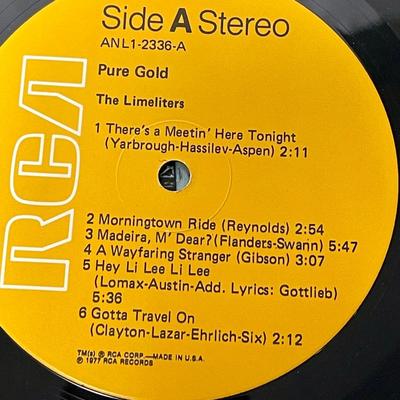 Side A Stereo
ANL1-2336-A
Pure Gold
The Limeliters
1 There's a Meetin' Here Tonight
(Yarbrough-Hassilev-Aspen) 2:11
RCA
2 Morningtown Ride (Reynolds) 2:54
3 Madeira, M' Dear? (Flanders-Swann) 5:47
4 A Wayfaring Stranger (Gibson) 3:07
5 Hey Li Lee Li Lee
(Lomax-Austin-Add. Lyrics: Gottlieb)
5:36
6 Gotta Travel On
(Clayton-Lazar-Ehrlich-Six) 2:12
TM(s) ® RCA CORP.—MADE IN U.S.A.
℗ 1977 RCA RECORDS